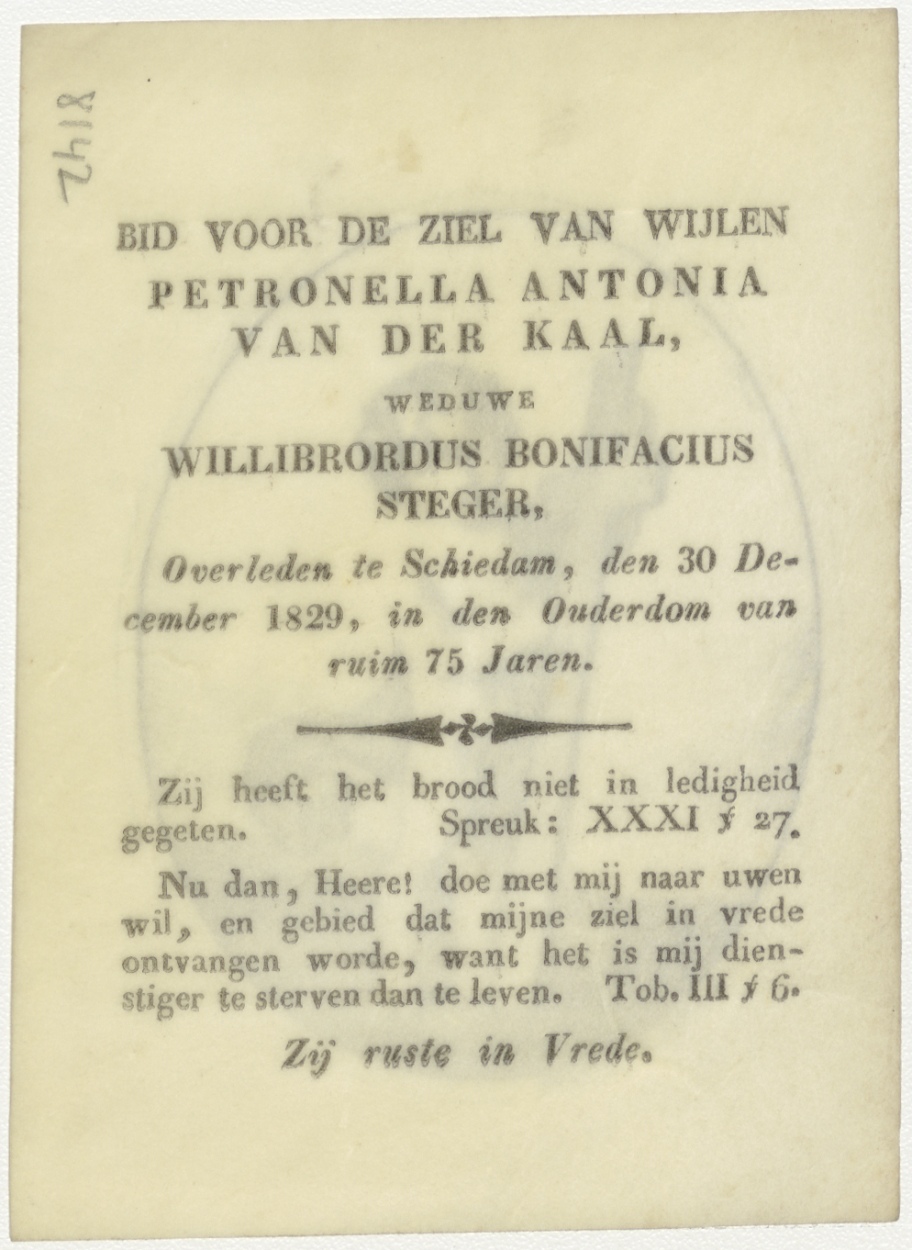 8142
BID VOOR DE ZIEL VAN WIJLEN
PETRONELLA ANTONIA
VAN DER KAAL,
WEDUWE
WILLIBRORDUS BONIFACIUS
STEGER,
Overleden te Schiedam, den 30 De-
cember 1829, in den Ouderdom van
ruim 75 Jaren.
Zij heeft het brood niet in ledigheid
gegeten. Spreuk: XXXI ℣ 27.
Nu dan, Heere! doe met mij naar uwen
wil, en gebied dat mijne ziel in vrede
ontvangen worde, want het is mij dien-
stiger te sterven dan te leven. Tob. III ℣ 6.
Zij ruste in Vrede.